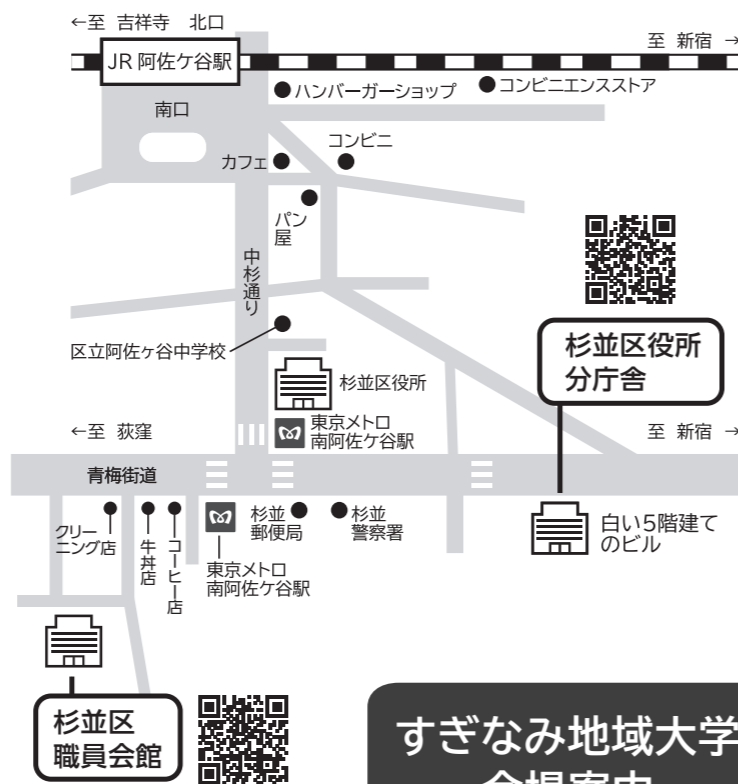 ←至 吉祥寺 北口
至 新宿 →
JR 阿佐ケ谷駅
ハンバーガーショップ
コンビニエンスストア
南口
コンビニ
カフェ
パン
屋
中杉通り
区立阿佐ヶ谷中学校
杉並区役所
杉並区役所
分庁舎
東京メトロ
南阿佐ケ谷駅
←至 荻窪
至 新宿 →
青梅街道
クリー
ニング店
牛丼店
コーヒー店
東京メトロ
南阿佐ケ谷駅
杉並
郵便局
杉並
警察署
白い5階建て
のビル
杉並区
職員会館
すぎなみ地域大学
会場案内